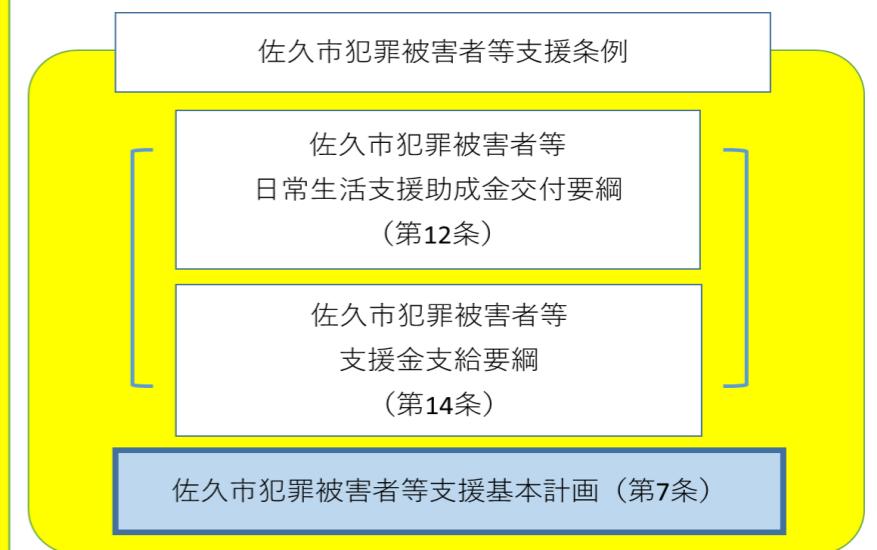 佐久市犯罪被害者等支援条例
佐久市犯罪被害者等
日常生活支援助成金交付要綱
（第12条）
佐久市犯罪被害者等
支援金支給要綱
（第14条）
佐久市犯罪被害者等支援基本計画（第7条）